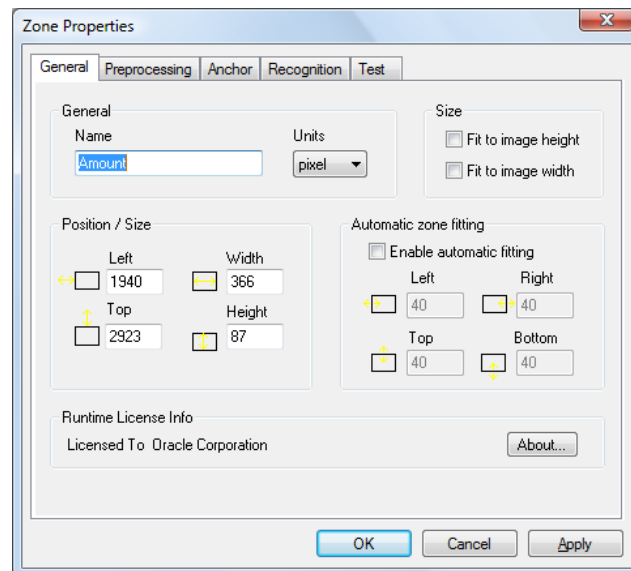 Zone Properties
General Preprocessing Anchor Recognition Test
General
Name Units
Amount pixel
Size
Fit to image height
Fit to image width
Position / Size
Left Width
1940 366
Top Height
2923 87
Automatic zone fitting
Enable automatic fitting
Left Right
40 40
Top Bottom
40 40
Runtime License Info
Licensed To Oracle Corporation About...
OK Cancel Apply